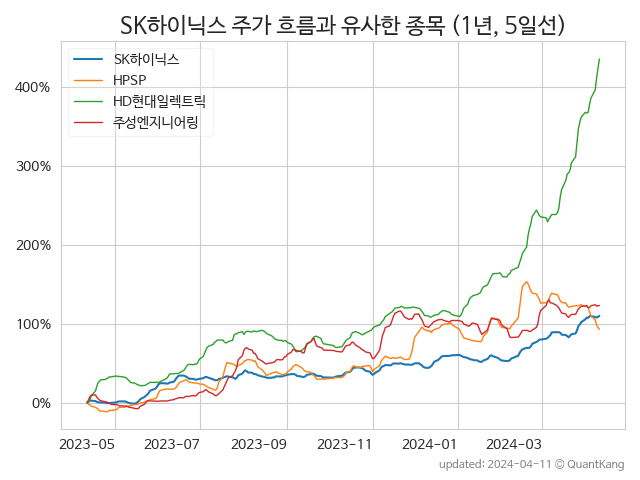 SK하이닉스 주가 흐름과 유사한 종목 (1년, 5일선)
SK하이닉스
HPSP
HD현대일렉트릭
주성엔지니어링
400%
300%
200%
100%
0%
2023-05 2023-07 2023-09 2023-11 2024-01 2024-03
updated: 2024-04-11 © QuantKang